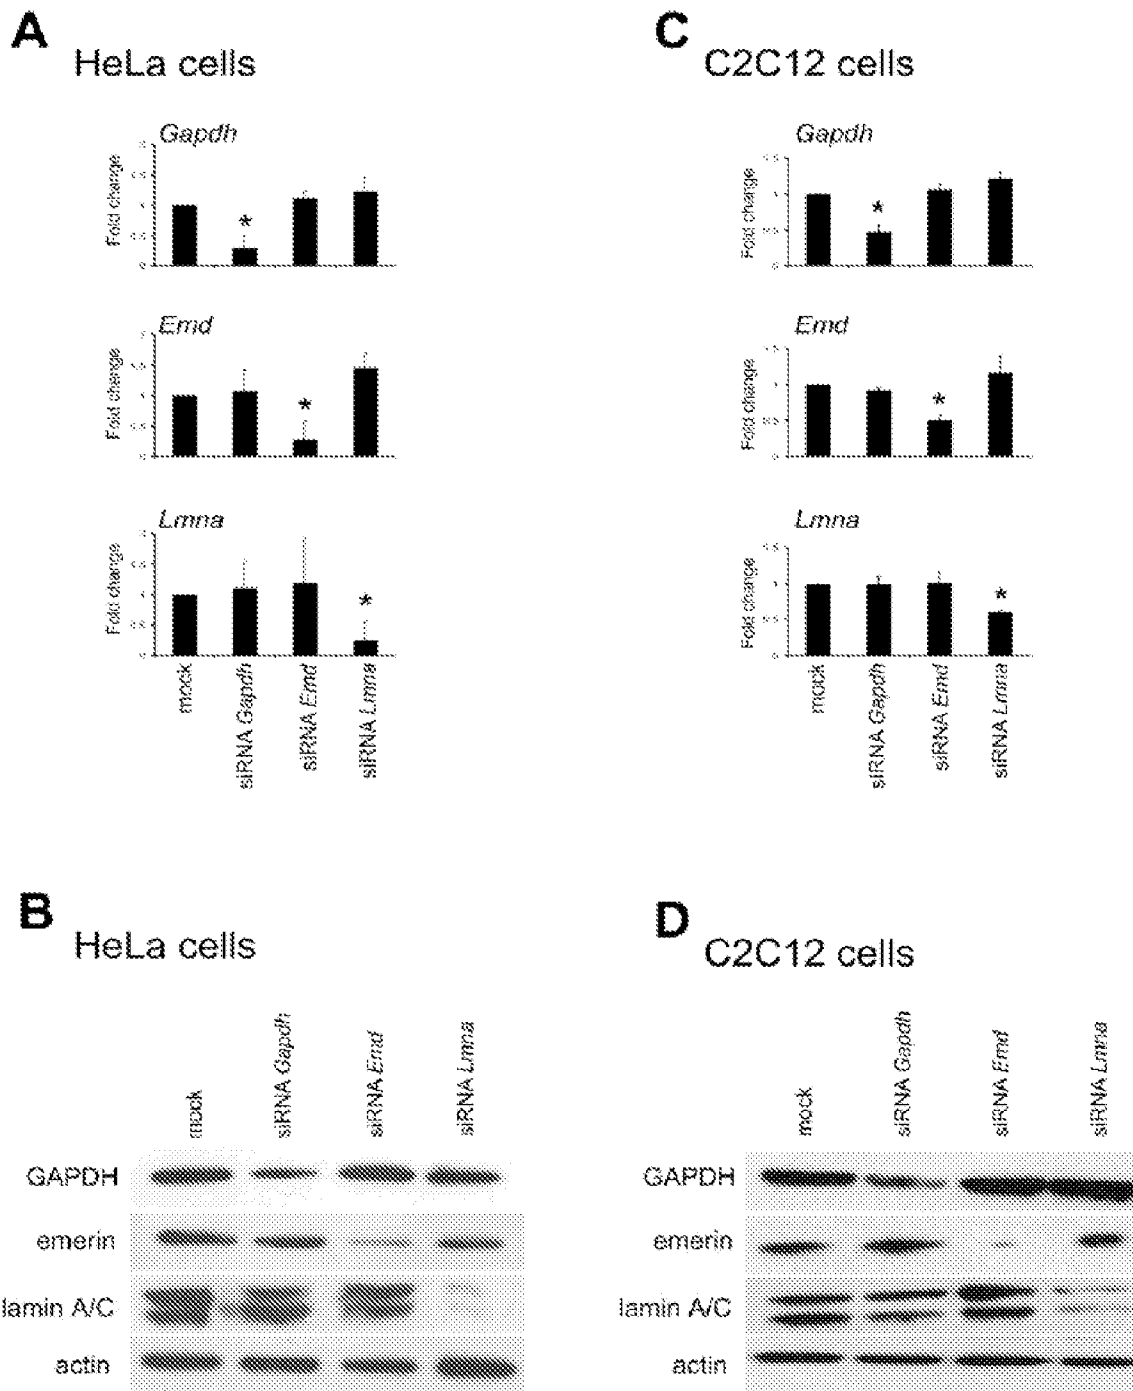 A
HeLa cells
Gapdh
Fold change
*
Emd
Fold change
*
Lmna
Fold change
*
mock
siRNA Gapdh
siRNA Emd
siRNA Lmna
C
C2C12 cells
Gapdh
Fold change
*
Emd
Fold change
*
Lmna
Fold change
*
mock
siRNA Gapdh
siRNA Emd
siRNA Lmna
B
HeLa cells
mock
siRNA Gapdh
siRNA Emd
siRNA Lmna
GAPDH
emerin
lamin A/C
actin
D
C2C12 cells
mock
siRNA Gapdh
siRNA Emd
siRNA Lmna
GAPDH
emerin
lamin A/C
actin